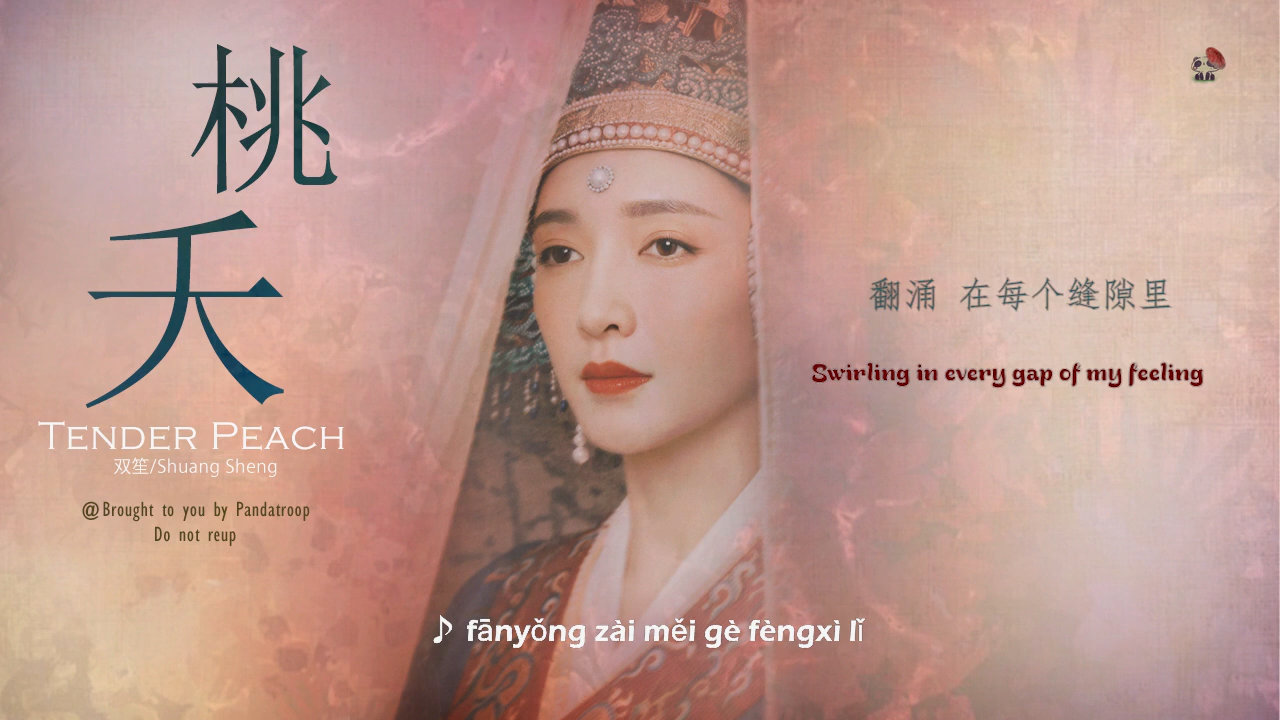 桃
夭
TENDER PEACH
双笙/Shuang Sheng
@Brought to you by Pandatroop
Do not reup
翻涌 在每个缝隙里
Swirling in every gap of my feeling
♪ fānyǒng zài měi gè fèngxì lǐ